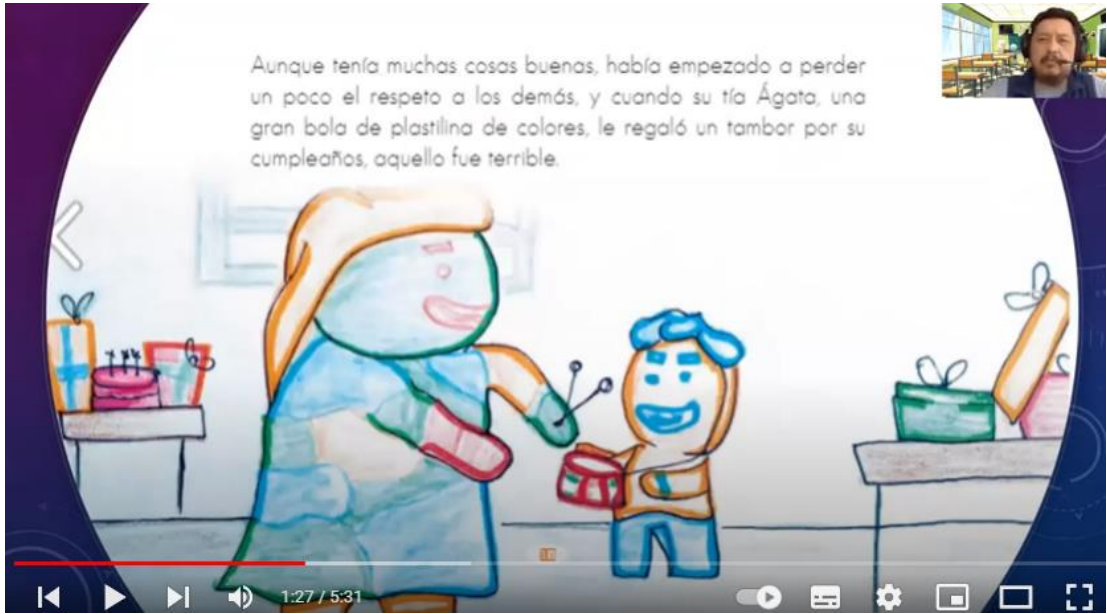 Aunque tenía muchas cosas buenas, había empezado a perder
un poco el respeto a los demás, y cuando su tía Ágata, una
gran bola de plastilina de colores, le regaló un tambor por su
cumpleaños, aquello fue terrible.
1:27 / 5:31